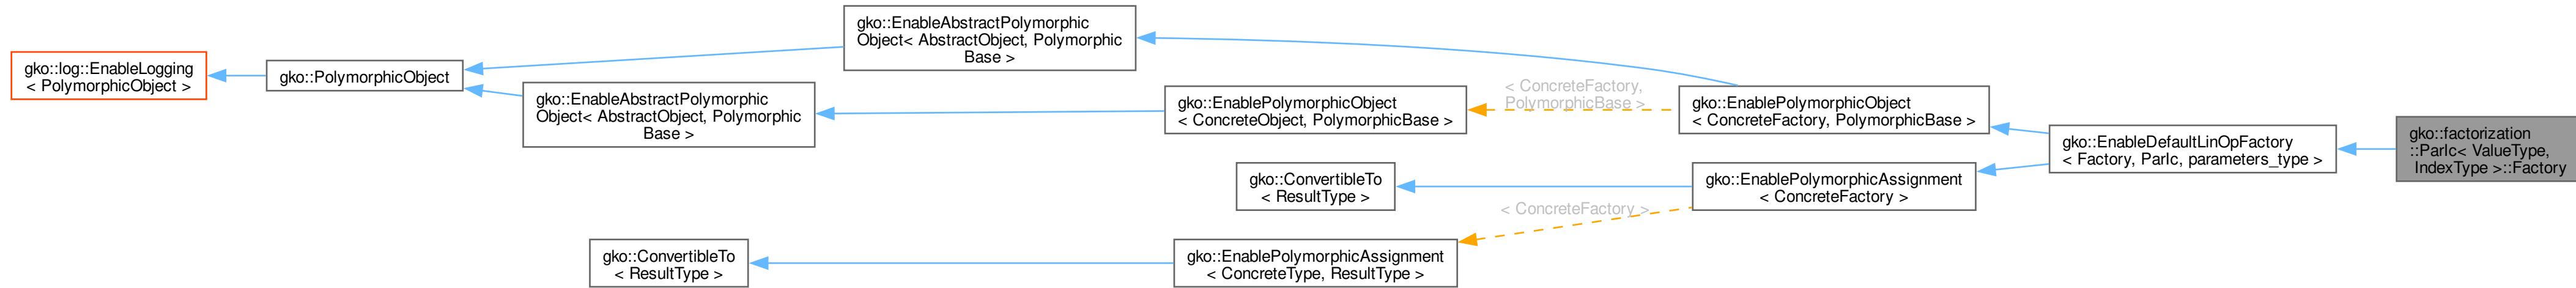 gko::log::EnableLogging
< PolymorphicObject >
gko::PolymorphicObject
gko::EnableAbstractPolymorphic
Object< AbstractObject, Polymorphic
Base >
gko::EnableAbstractPolymorphic
Object< AbstractObject, Polymorphic
Base >
gko::EnablePolymorphicObject
< ConcreteObject, PolymorphicBase >
< ConcreteFactory,
PolymorphicBase >
gko::EnablePolymorphicObject
< ConcreteFactory, PolymorphicBase >
gko::ConvertibleTo
< ResultType >
gko::EnablePolymorphicAssignment
< ConcreteFactory >
< ConcreteFactory >
gko::ConvertibleTo
< ResultType >
gko::EnablePolymorphicAssignment
< ConcreteType, ResultType >
gko::EnableDefaultLinOpFactory
< Factory, ParIc, parameters_type >
gko::factorization
::ParIc< ValueType,
IndexType >::Factory